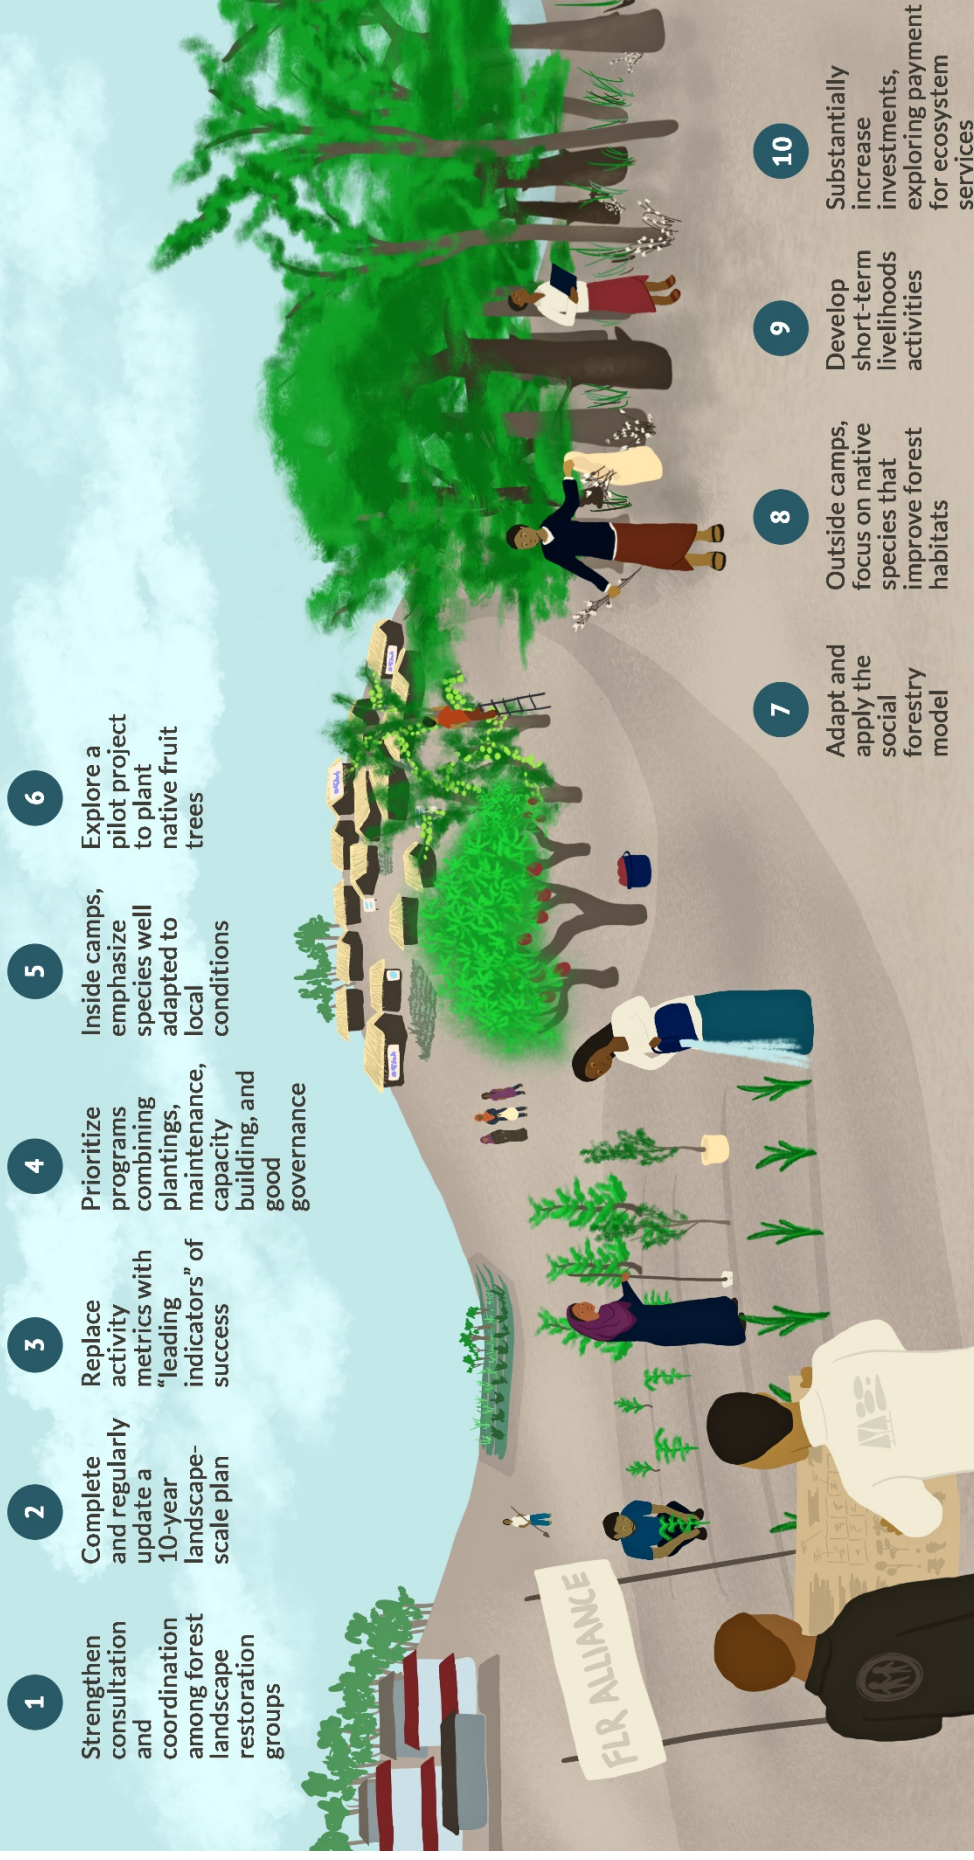 1
Strengthen
consultation
and
coordination
among forest
landscape
restoration
groups
2
Complete
and regularly
update a
10-year
landscape-
scale plan
3
Replace
activity
metrics with
“leading
indicators” of
success
4
Prioritize
programs
combining
plantings,
maintenance,
capacity
building, and
good
governance
5
Inside camps,
emphasize
species well
adapted to
local
conditions
6
Explore a
pilot project
to plant
native fruit
trees
FLR ALLIANCE
7
Adapt and
apply the
social
forestry
model
8
Outside camps,
focus on native
species that
improve forest
habitats
9
Develop
short-term
livelihoods
activities
10
Substantially
increase
investments,
exploring payment
for ecosystem
services